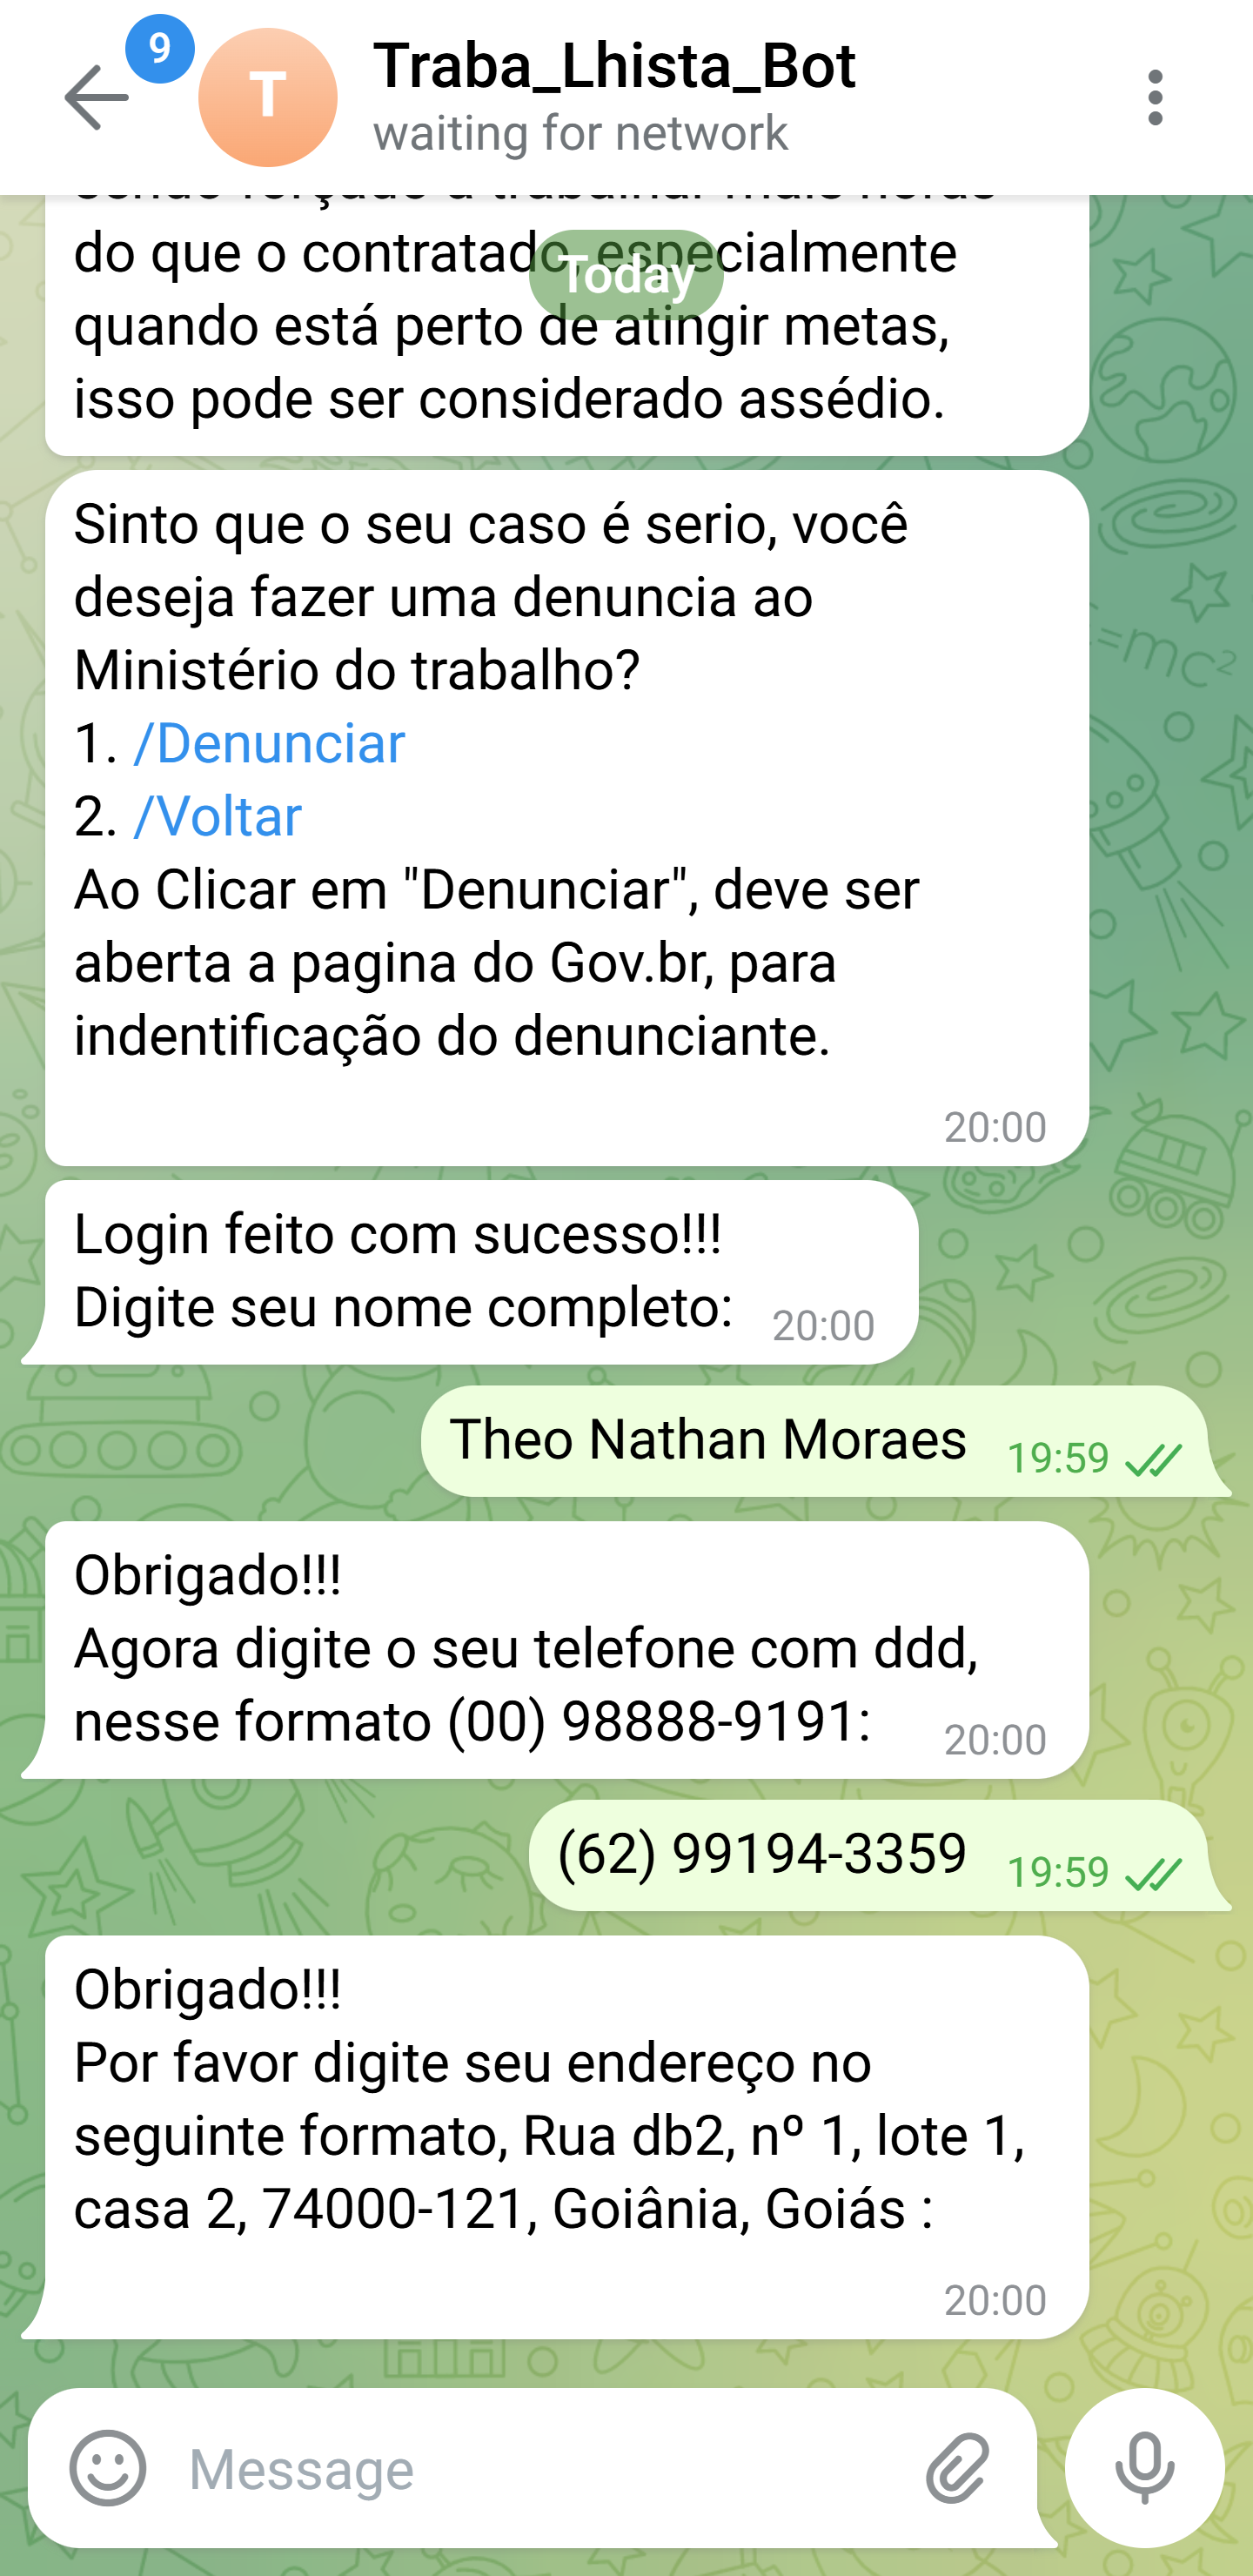 9
T
Traba_Lhista_Bot
waiting for network
do que o contratado, especialmente
Today
quando está perto de atingir metas,
isso pode ser considerado assédio.
Sinto que o seu caso é serio, você
deseja fazer uma denuncia ao
Ministério do trabalho?
1. /Denunciar
2. /Voltar
Ao Clicar em "Denunciar", deve ser
aberta a pagina do Gov.br, para
indentificação do denunciante.
20:00
Login feito com sucesso!!!
Digite seu nome completo: 20:00
Theo Nathan Moraes 19:59
Obrigado!!!
Agora digite o seu telefone com ddd,
nesse formato (00) 98888-9191: 20:00
(62) 99194-3359 19:59
Obrigado!!!
Por favor digite seu endereço no
seguinte formato, Rua db2, nº 1, lote 1,
casa 2, 74000-121, Goiânia, Goiás :
20:00
=mc²
Message